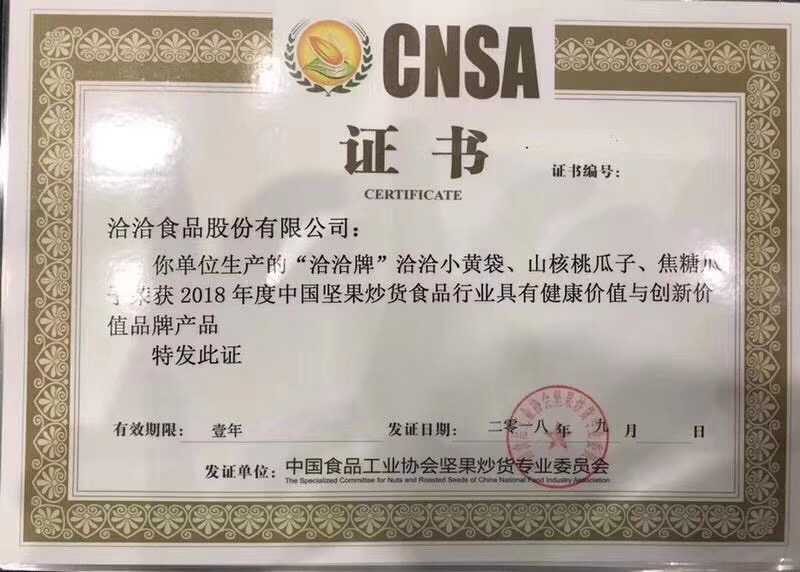 CNSA
证书
CERTIFICATE
证书编号：
洽洽食品股份有限公司：
你单位生产的“洽洽牌”洽洽小黄袋、山核桃瓜子、焦糖瓜
子荣获 2018 年度中国坚果炒货食品行业具有健康价值与创新价
值品牌产品
特发此证
有效期限： 壹年
发证日期： 二零一八 年 九 月 日
发证单位： 中国食品工业协会坚果炒货专业委员会
The Specialized Committee for Nuts and Roasted Seeds of China National Food Industry Association